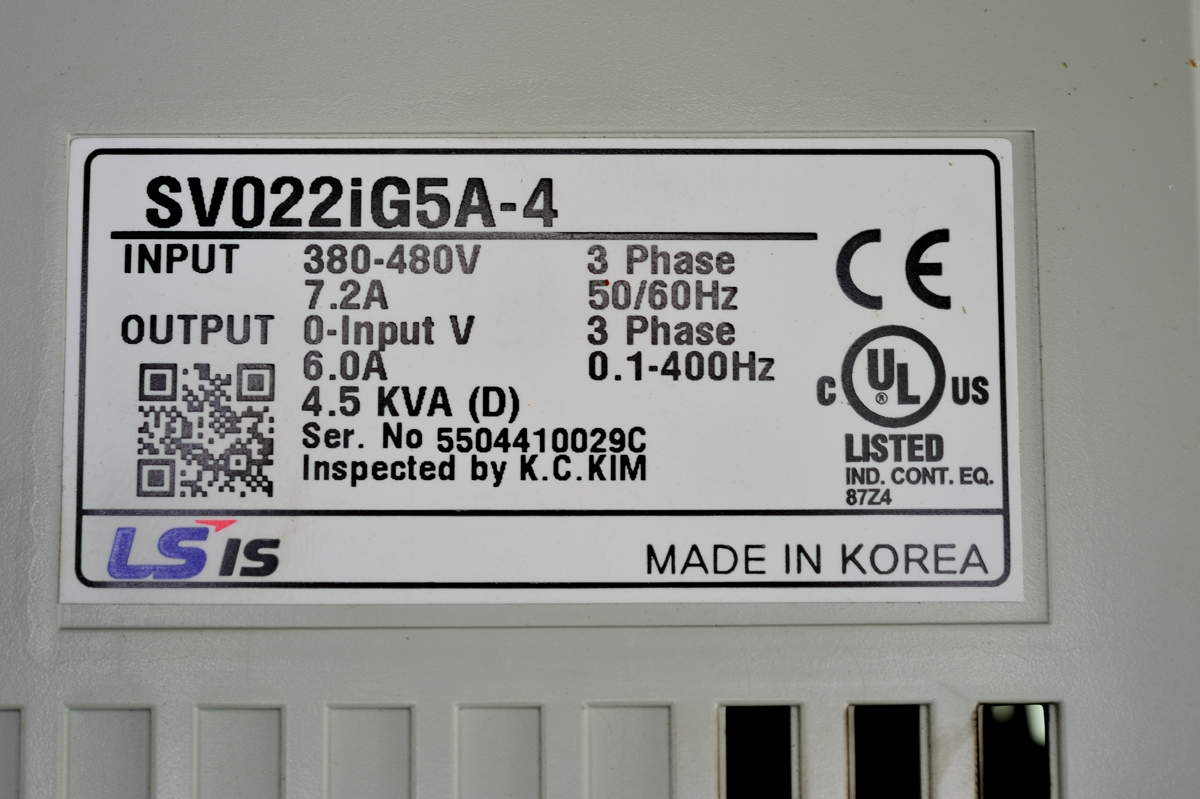 SV022iG5A-4
INPUT 380-480V 3 Phase
7.2A 50/60Hz
OUTPUT 0-Input V 3 Phase
6.0A 0.1-400Hz
4.5 KVA (D)
Ser. No 5504410029C
Inspected by K.C.KIM
CE
C UL ® US
LISTED
IND. CONT. EQ.
87Z4
LS IS
MADE IN KOREA